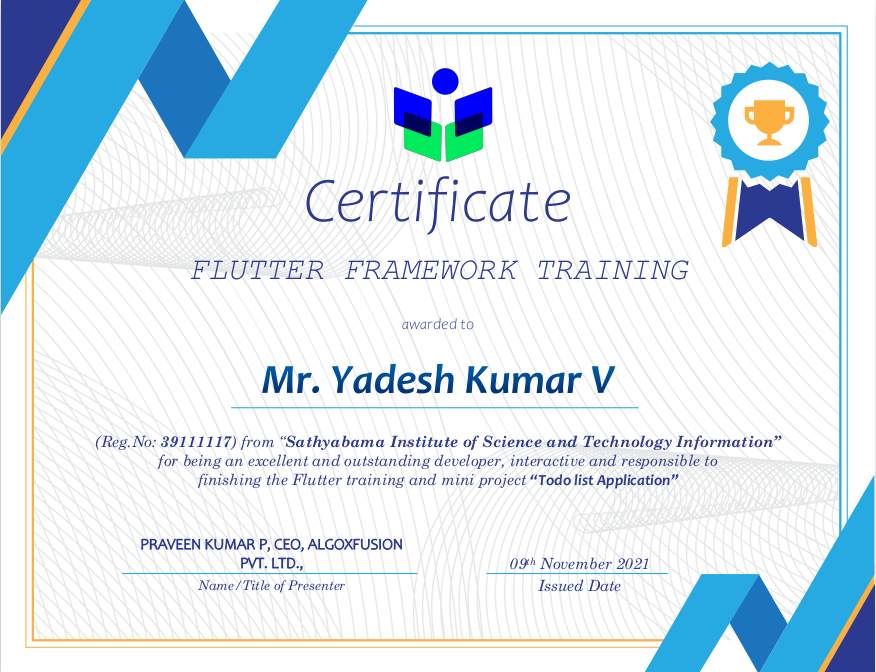 Certificate
FLUTTER FRAMEWORK TRAINING
awarded to
Mr. Yadesh Kumar V
(Reg.No: 39111117) from “Sathyabama Institute of Science and Technology Information”
for being an excellent and outstanding developer, interactive and responsible to
finishing the Flutter training and mini project “Todo list Application”
PRAVEEN KUMAR P, CEO, ALGOXFUSION
PVT. LTD.,
Name/Title of Presenter
09th November 2021
Issued Date